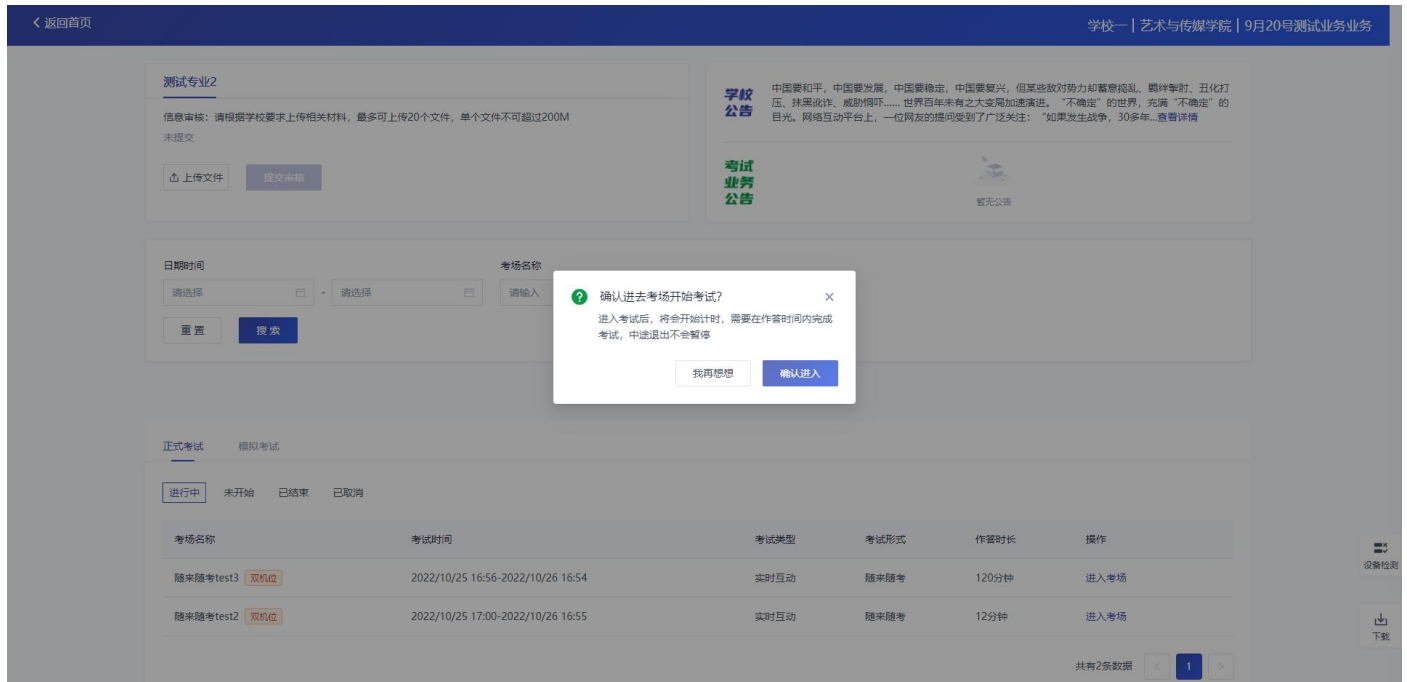 返回首页
学校一 | 艺术与传媒学院 | 9月20号测试业务业务
测试专业2
信息审核：请根据学校要求上传相关材料，最多可上传20个文件，单个文件不可超过200M
未提交
上传文件
提交审核
学校
公告
中国要和平，中国要发展，中国要稳定，中国要复兴，但某些敌对势力却蓄意捣乱、羁绊掣肘、丑化打
压、抹黑讹诈、威胁恫吓…… 世界百年未有之大变局加速演进。 “不确定” 的世界，充满 “不确定” 的
目光。网络互动平台上，一位网友的提问受到了广泛关注： “如果发生战争，30多年...查看详情
考试
业务
公告
暂无公告
日期时间
考场名称
请选择 - 请选择
请输入
重置
搜索
确认进去考场开始考试?
进入考试后，将会开始计时，需要在作答时间内完成
考试，中途退出不会暂停
我再想想
确认进入
正式考试 模拟考试
进行中 未开始 已结束 已取消
考场名称 考试时间 考试类型 考试形式 作答时长 操作
随来随考test3 双机位 2022/10/25 16:56-2022/10/26 16:54 实时互动 随来随考 120分钟 进入考场
随来随考test2 双机位 2022/10/25 17:00-2022/10/26 16:55 实时互动 随来随考 12分钟 进入考场
共有2条数据 < 1 >
设备检测
下载